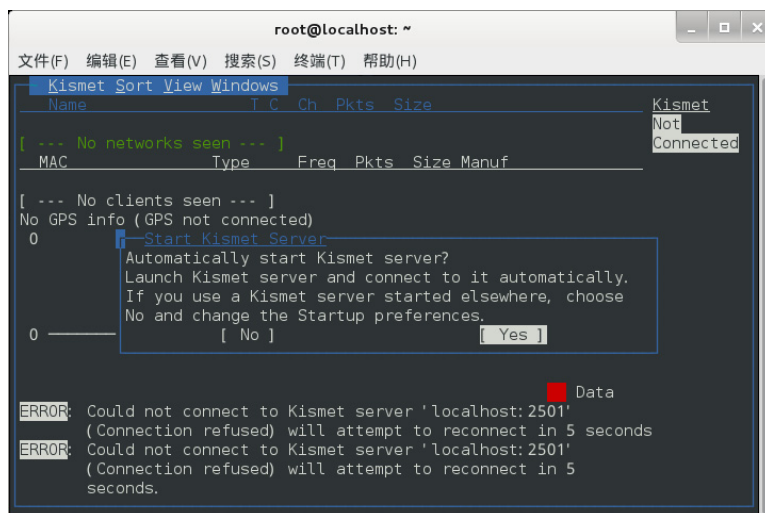 root@localhost: ~
文件(F) 编辑(E) 查看(V) 搜索(S) 终端(T) 帮助(H)
Kismet Sort View Windows
Name T C Ch Pkts Size
Kismet
Not
Connected
[ --- No networks seen --- ]
MAC Type Freq Pkts Size Manuf
[ --- No clients seen --- ]
No GPS info (GPS not connected)
0
Start Kismet Server
Automatically start Kismet server?
Launch Kismet server and connect to it automatically.
If you use a Kismet server started elsewhere, choose
No and change the Startup preferences.
[ No ] [ Yes ]
0
Data
ERROR: Could not connect to Kismet server 'localhost:2501'
(Connection refused) will attempt to reconnect in 5 seconds
ERROR: Could not connect to Kismet server 'localhost:2501'
(Connection refused) will attempt to reconnect in 5
seconds.